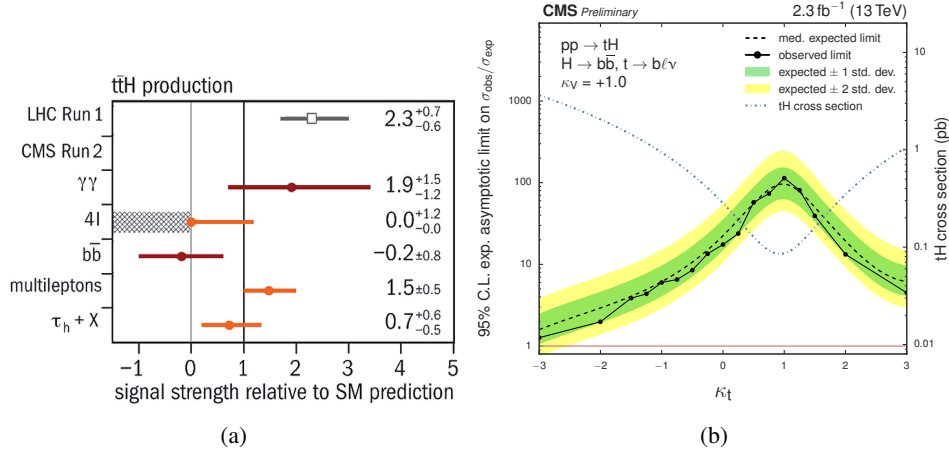 tt̄H production
LHC Run 1 2.3 +0.7 −0.6
CMS Run 2
γγ 1.9 +1.5 −1.2
4l 0.0 +1.2 −0.0
bb̄ −0.2 ±0.8
multileptons 1.5 ±0.5
τh + X 0.7 +0.6 −0.5
−1 0 1 2 3 4 5
signal strength relative to SM prediction
(a)
CMS Preliminary 2.3 fb⁻¹ (13 TeV)
pp → tH
H → bb̄, t → bℓν
κV = +1.0
med. expected limit
observed limit
expected ± 1 std. dev.
expected ± 2 std. dev.
tH cross section
95% C.L. exp. asymptotic limit on σobs/σexp
1000
100
10
1
tH cross section (pb)
10
1
0.1
0.01
−3 −2 −1 0 1 2 3
κt
(b)